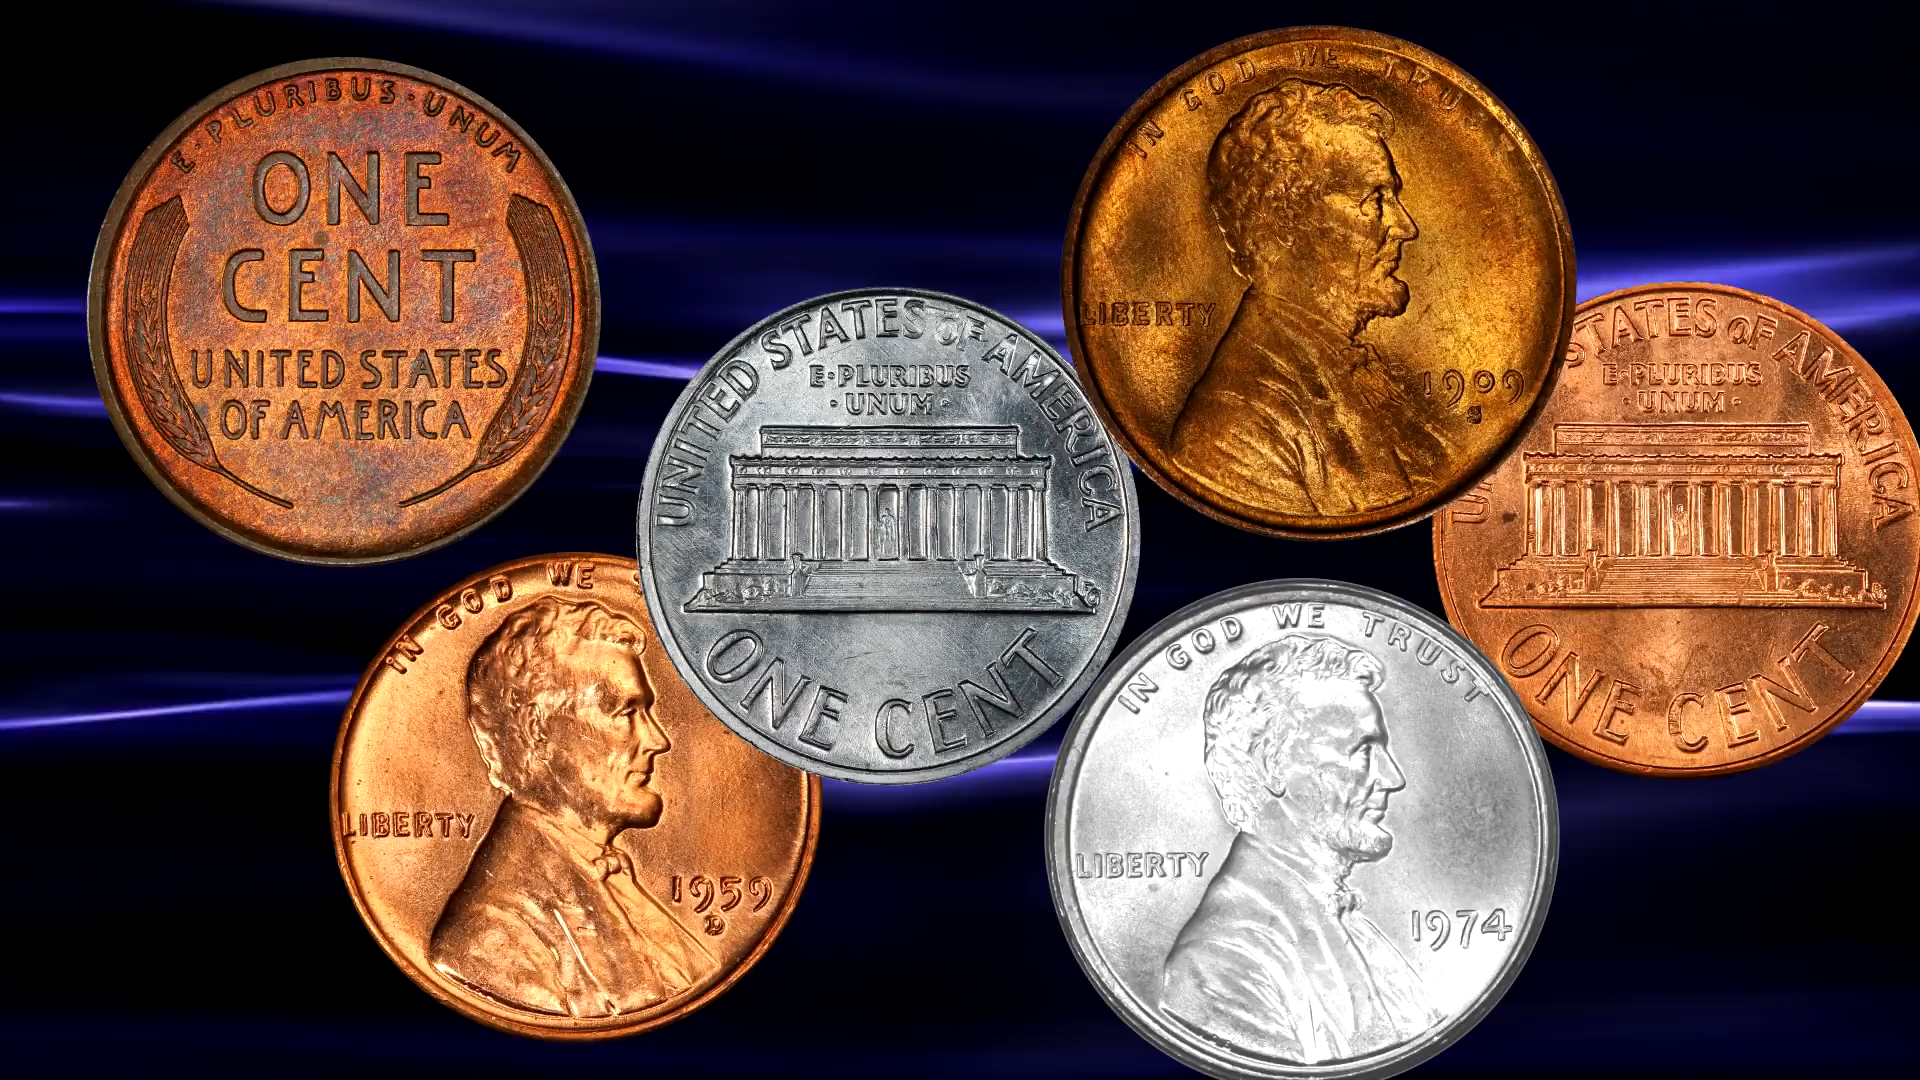 E·PLURIBUS·UNUM
ONE
CENT
UNITED STATES
OF AMERICA
IN GOD WE TRUST
LIBERTY
1909
S
UNITED STATES OF AMERICA
E·PLURIBUS
·UNUM·
ONE CENT
STATES OF AMERICA
E·PLURIBUS
·UNUM·
ONE CENT
IN GOD WE
LIBERTY
1959
D
IN GOD WE TRUST
LIBERTY
1974